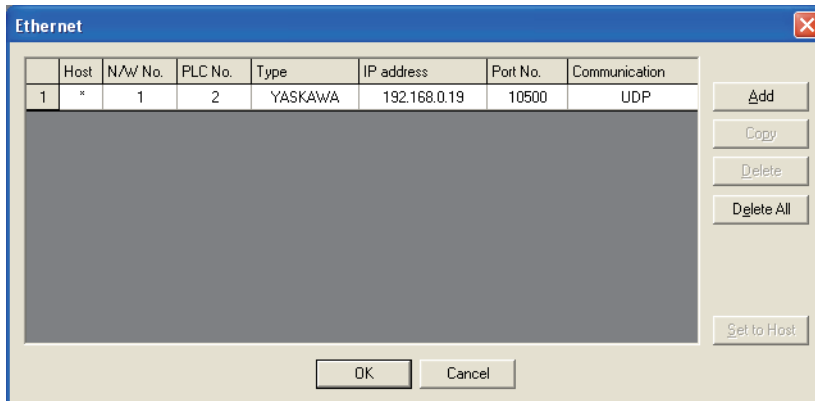 Ethernet
Host N/W No. PLC No. Type IP address Port No. Communication
1 * 1 2 YASKAWA 192.168.0.19 10500 UDP
Add
Copy
Delete
Delete All
Set to Host
OK Cancel